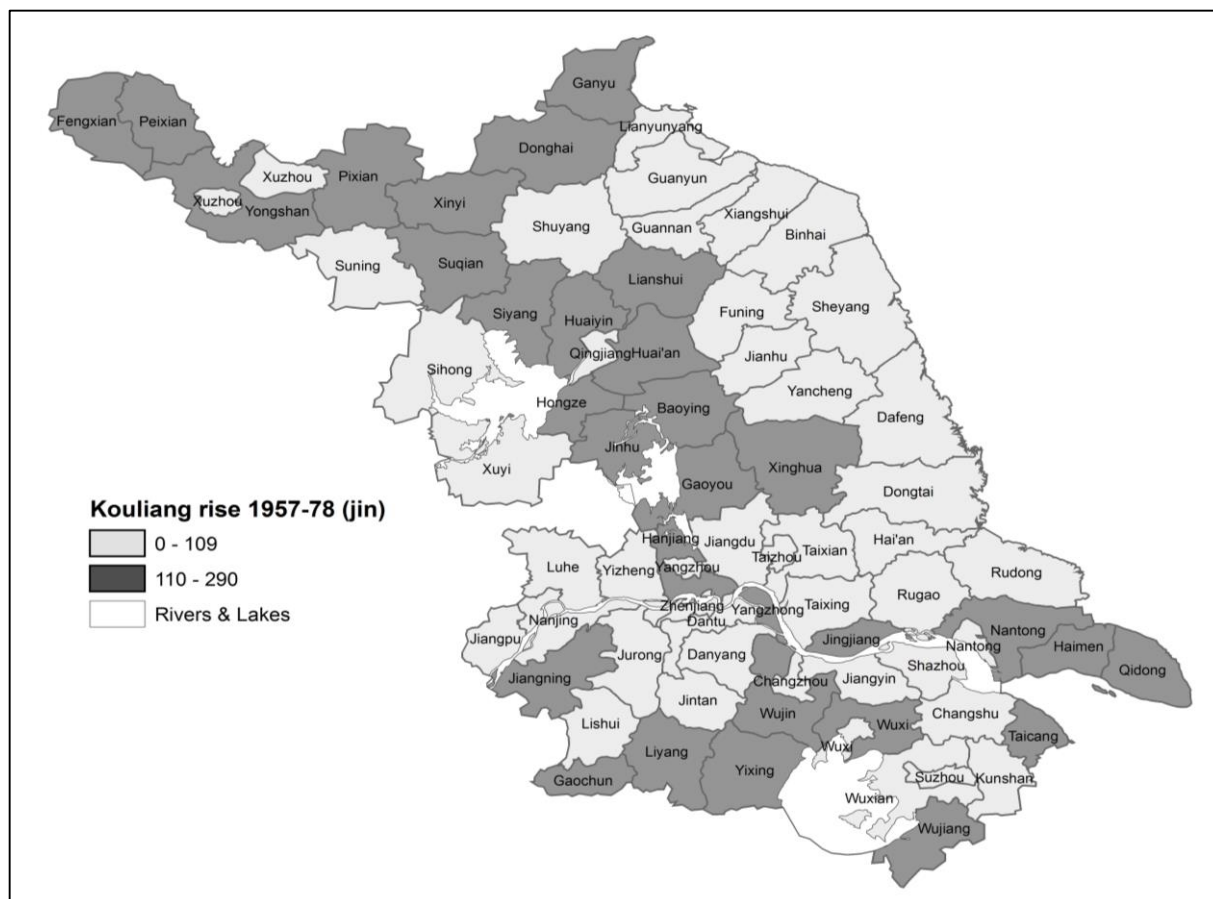 Ganyu
Fengxian
Peixian
Lianyungyang
Donghai
Xuzhou
Pixian
Guanyun
Xuzhou
Yongshan
Xinyi
Xiangshui
Shuyang
Guannan
Binhai
Suning
Suqian
Lianshui
Siyang
Huaiyin
Funing
Sheyang
Qingjiang
Huai'an
Jianhu
Sihong
Yancheng
Hongze
Baoying
Dafeng
Jinhu
Xuyi
Xinghua
Gaoyou
Dongtai
Kouliang rise 1957-78 (jin)
0 - 109
110 - 290
Rivers & Lakes
Hanjiang
Jiangdu
Taizhou
Taixian
Hai'an
Luhe
Yizheng
Yangzhou
Rudong
Zhenjiang
Yangzhong
Taixing
Rugao
Nanjing
Dantu
Jiangpu
Jingjiang
Nantong
Nantong
Haimen
Qidong
Jiangning
Jurong
Danyang
Changzhou
Jiangyin
Shazhou
Jintan
Wujin
Wuxi
Changshu
Lishui
Taicang
Liyang
Wuxi
Gaochun
Yixing
Suzhou
Kunshan
Wuxian
Wujiang